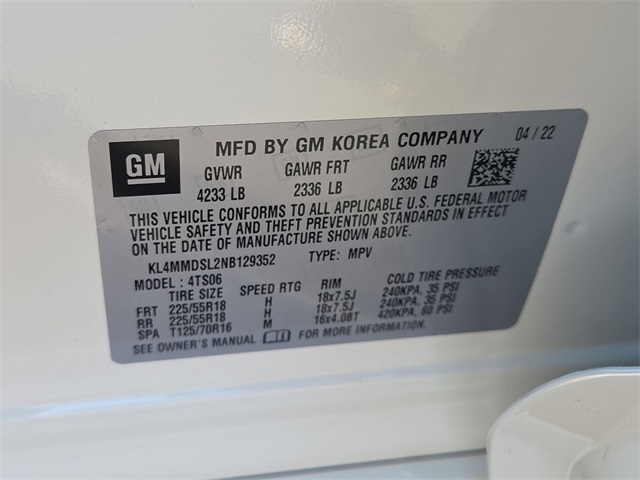 GM
MFD BY GM KOREA COMPANY 04 / 22
GVWR GAWR FRT GAWR RR
4233 LB 2336 LB 2336 LB
THIS VEHICLE CONFORMS TO ALL APPLICABLE U.S. FEDERAL MOTOR
VEHICLE SAFETY AND THEFT PREVENTION STANDARDS IN EFFECT
ON THE DATE OF MANUFACTURE SHOWN ABOVE.
KL4MMDSL2NB129352 TYPE : MPV
MODEL : 4TS06
TIRE SIZE SPEED RTG RIM COLD TIRE PRESSURE
FRT 225/55R18 H 18x7.5J 240KPA, 35 PSI
RR 225/55R18 H 18x7.5J 240KPA, 35 PSI
SPA T125/70R16 M 16x4.0BT 420KPA, 60 PSI
SEE OWNER'S MANUAL FOR MORE INFORMATION.